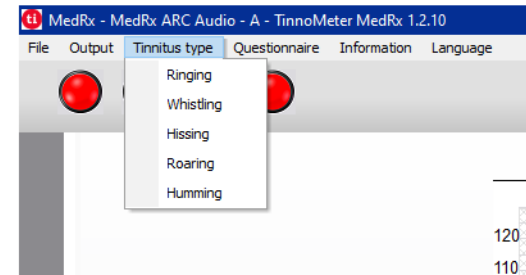 ti MedRx - MedRx ARC Audio - A - TinnoMeter MedRx 1.2.10
File Output Tinnitus type Questionnaire Information Language
Ringing
Whistling
Hissing
Roaring
Humming
120
110